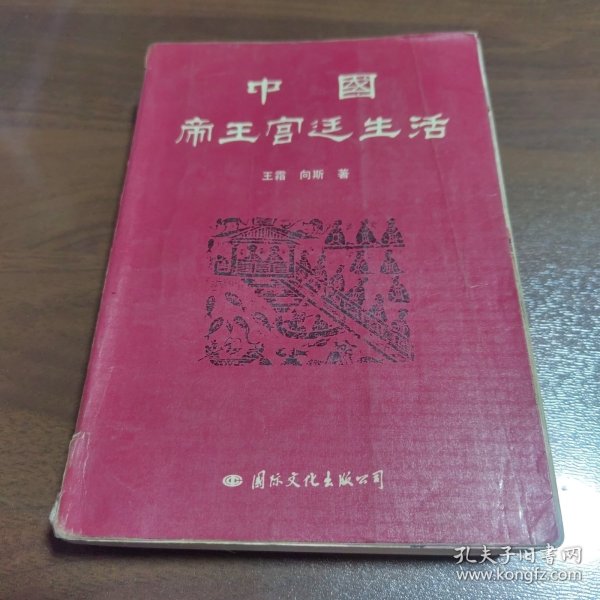 中國
帝王宫廷生活
王霜 向斯 著
国际文化出版公司
孔夫子旧书网
www.kongfz.com